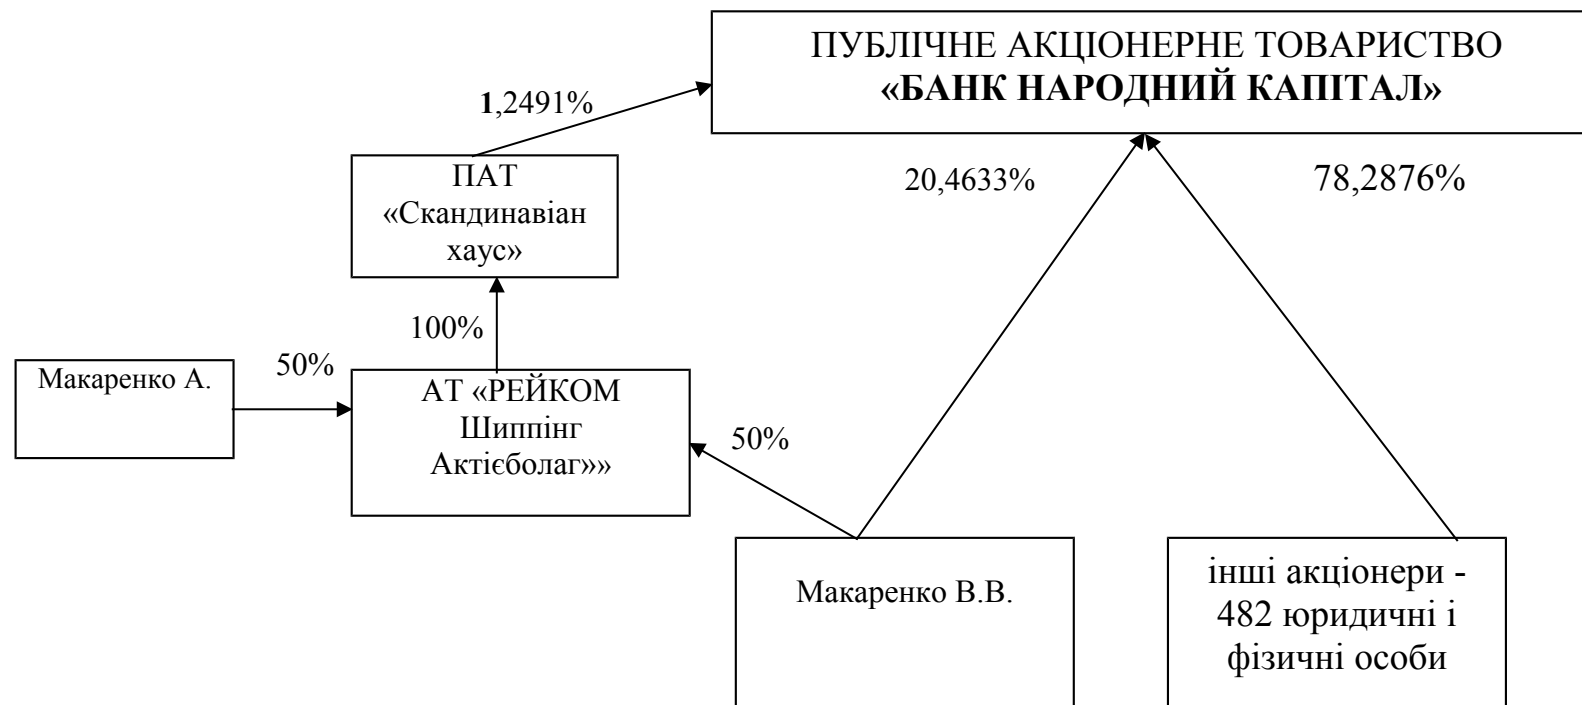 ПУБЛІЧНЕ АКЦІОНЕРНЕ ТОВАРИСТВО
«БАНК НАРОДНИЙ КАПІТАЛ»
1,2491%
ПАТ
«Скандинавіан
хаус»
20,4633%
78,2876%
100%
Макаренко А.
50%
АТ «РЕЙКОМ
Шиппінг
Актієболаг»»
50%
Макаренко В.В.
інші акціонери -
482 юридичні і
фізичні особи